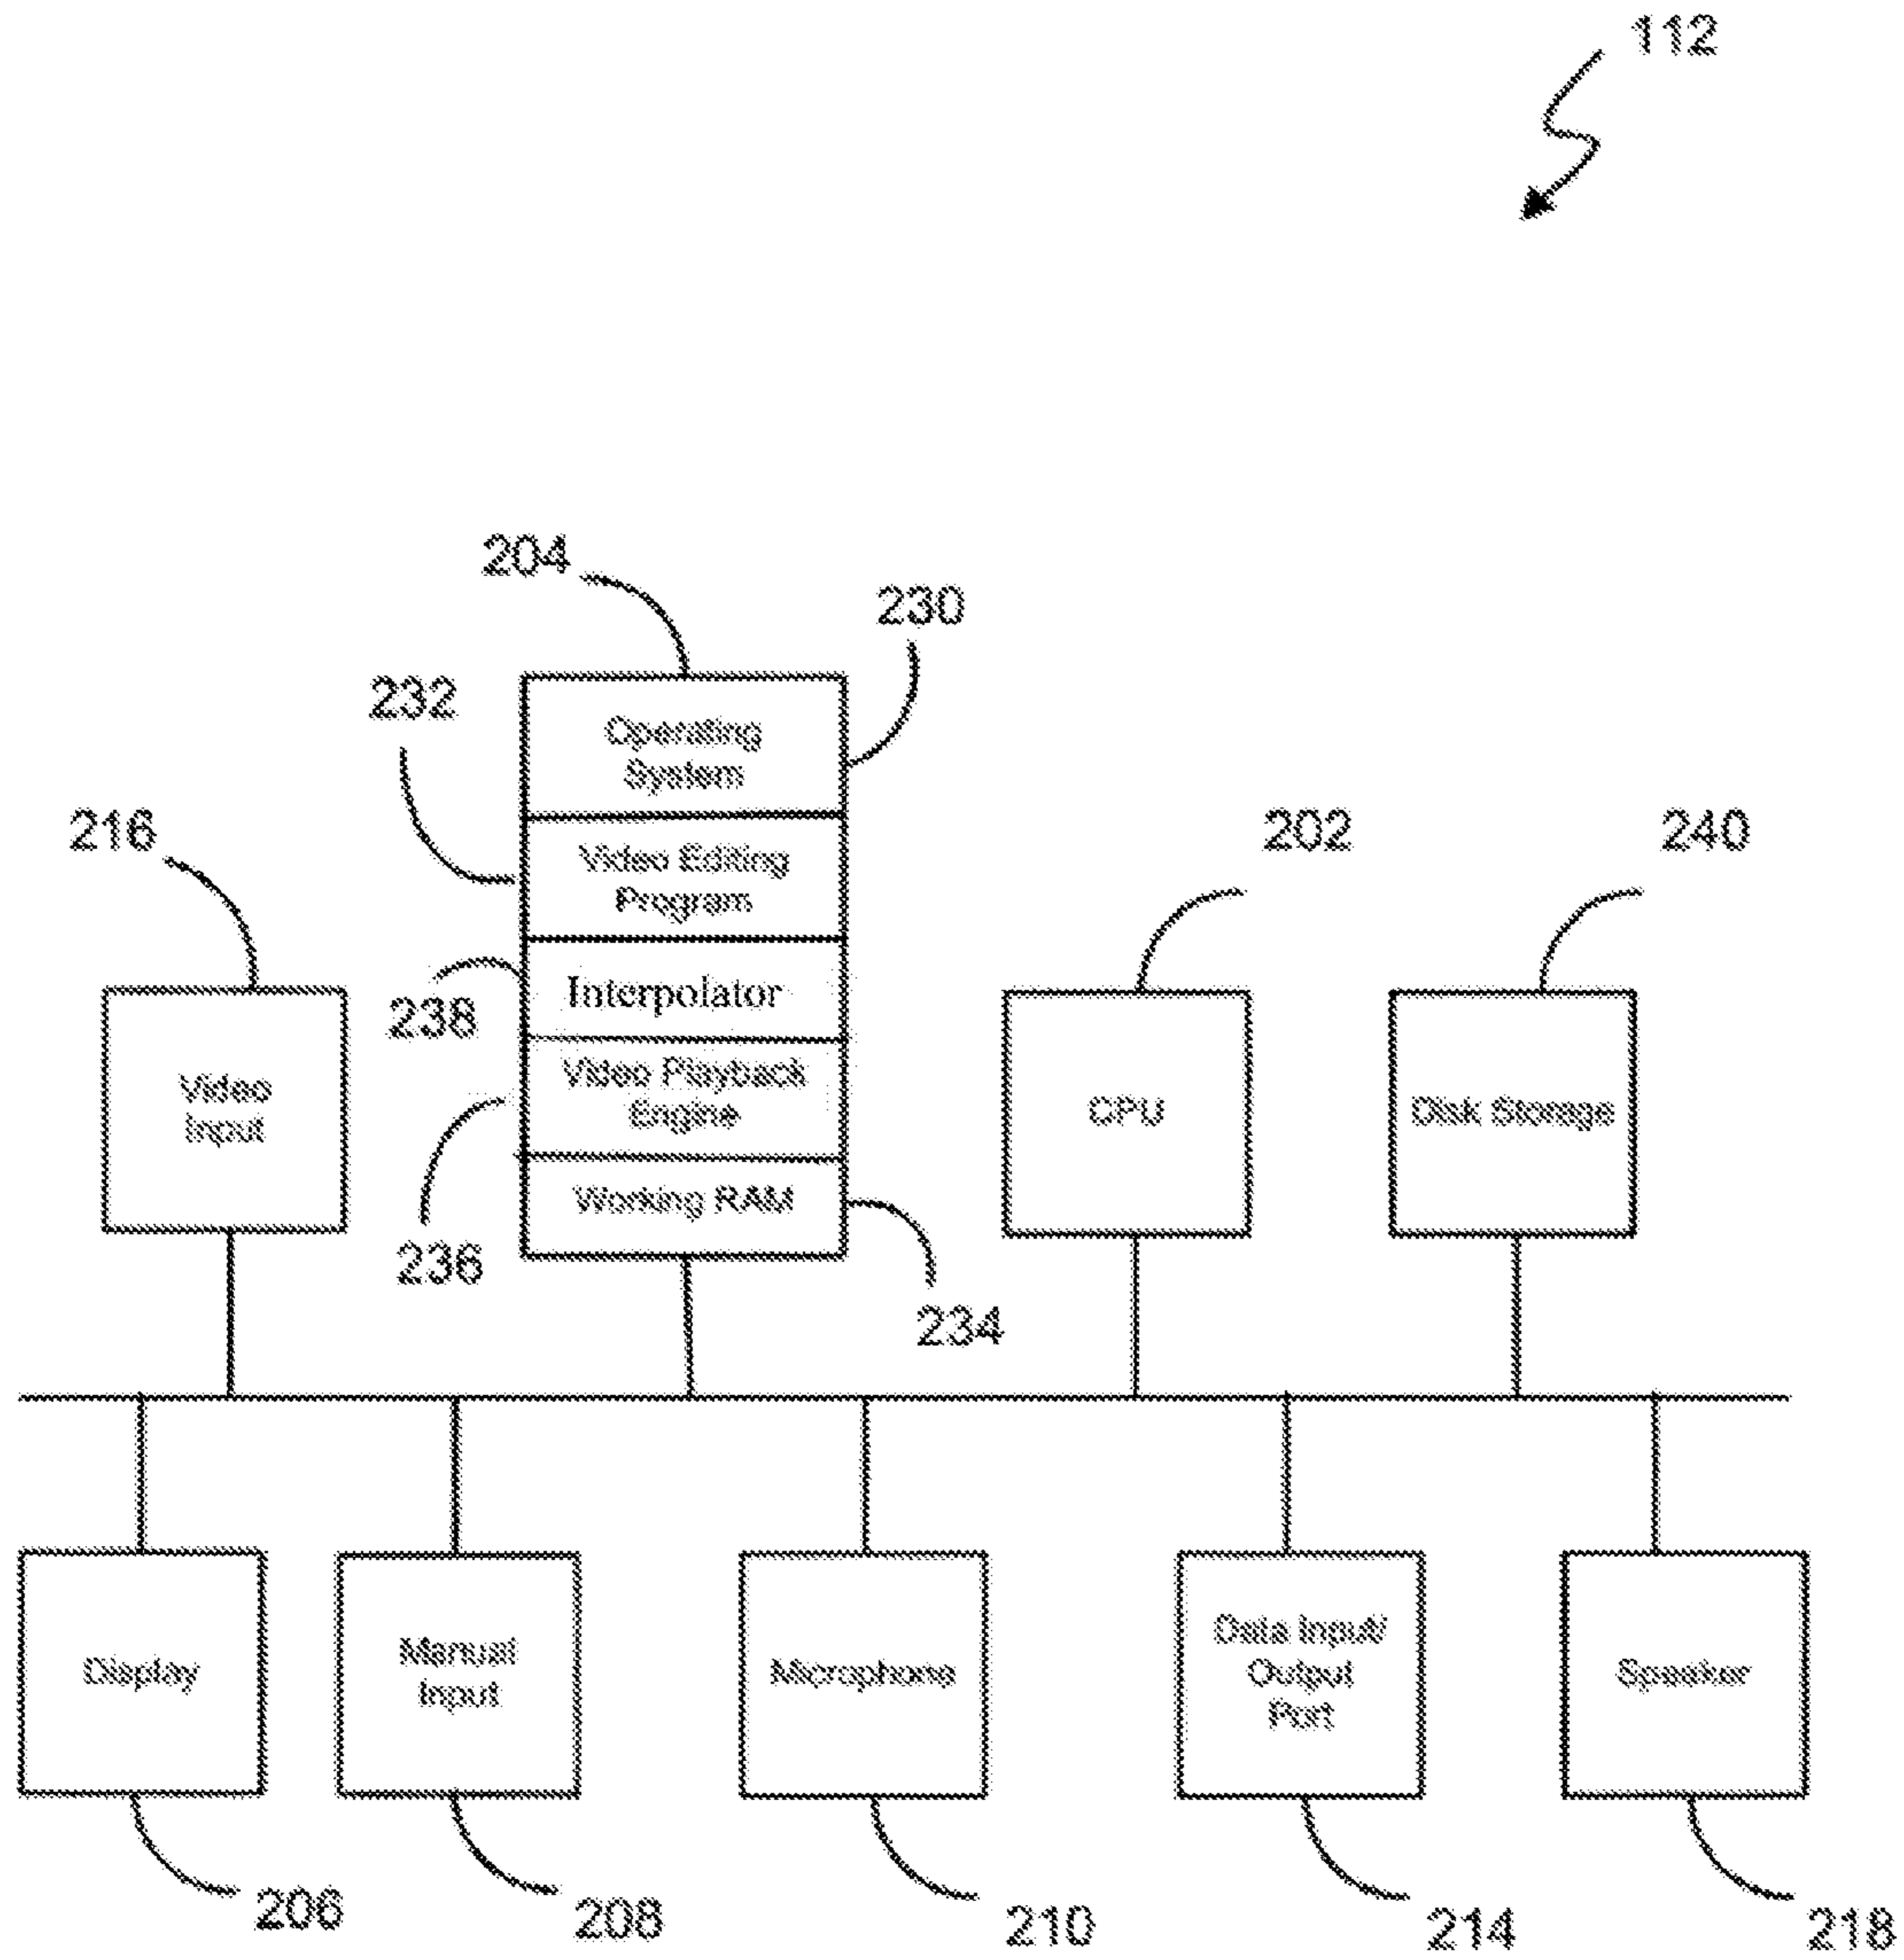 112
204
230
232
Operating
System
216
Video Editing
Program
202
240
238
Interpolator
Video
Input
Video Playback
Engine
CPU
Disk Storage
236
Working RAM
234
Display
Manual
Input
Microphone
Data Input/
Output
Port
Speaker
206
208
210
214
218